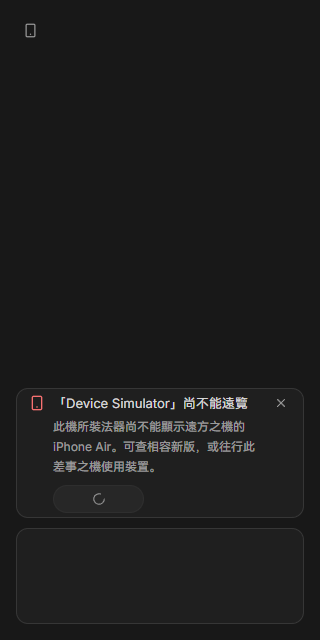 「Device Simulator」尚不能遠覽
此機所裝法器尚不能顯示遠方之機的
iPhone Air。可查相容新版，或往行此
差事之機使用裝置。